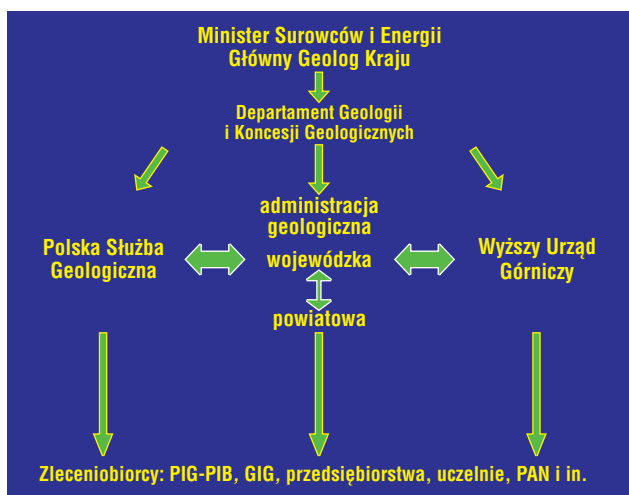 Minister Surowców i Energii
Główny Geolog Kraju
Departament Geologii
i Koncesji Geologicznych
administracja
geologiczna
Polska Służba
Geologiczna
wojewódzka
Wyższy Urząd
Górniczy
powiatowa
Zleceniobiorcy: PIG-PIB, GIG, przedsiębiorstwa, uczelnie, PAN i in.